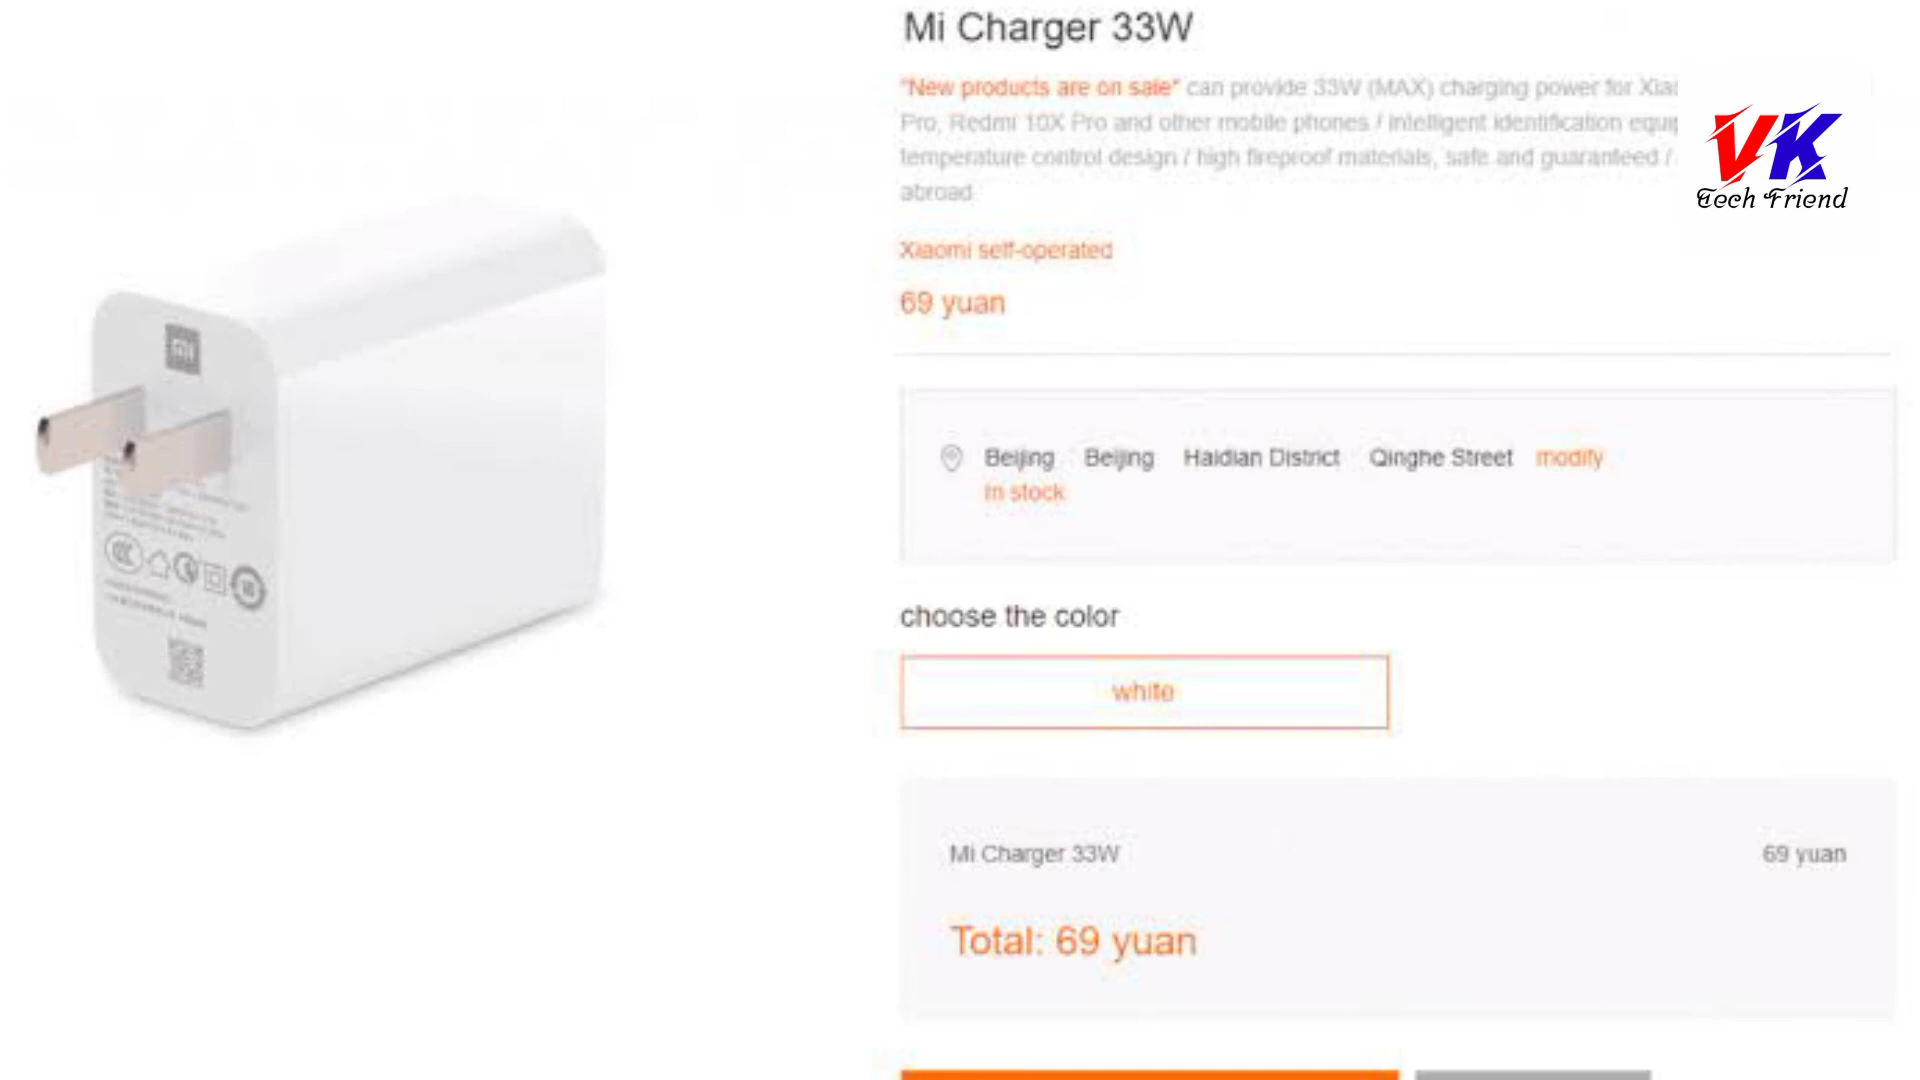 Mi Charger 33W
"New products are on sale" can provide 33W (MAX) charging power for
Pro, Redmi 10X Pro and other mobile phones / intelligent identification
temperature control design / high fireproof materials, safe and guaranteed /
abroad
VK
Tech Friend
Xiaomi self-operated
69 yuan
mi
Beijing Beijing Haidian District Qinghe Street modify
In stock
choose the color
white
Mi Charger 33W 69 yuan
Total: 69 yuan